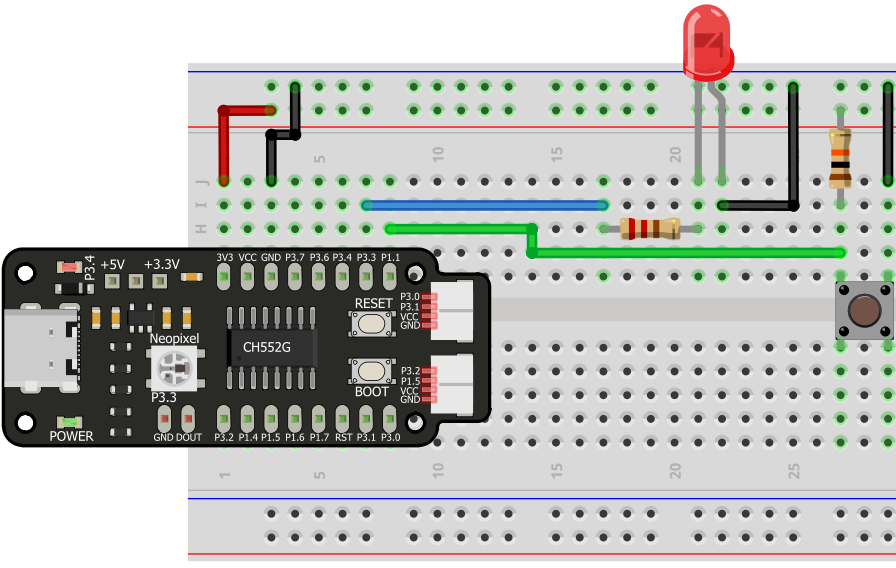 5
10
15
20
J
I
H
P3.4
+5V
+3.3V
3V3 VCC GND P3.7 P3.6 P3.4 P3.3 P1.1
RESET
P3.0
P3.1
VCC
GND
Neopixel
CH552G
P3.3
BOOT
P3.2
P1.5
VCC
GND
POWER
GND DOUT
P3.2 P1.4 P1.5 P1.6 P1.7 RST P3.1 P3.0
1
5
10
15
20
25